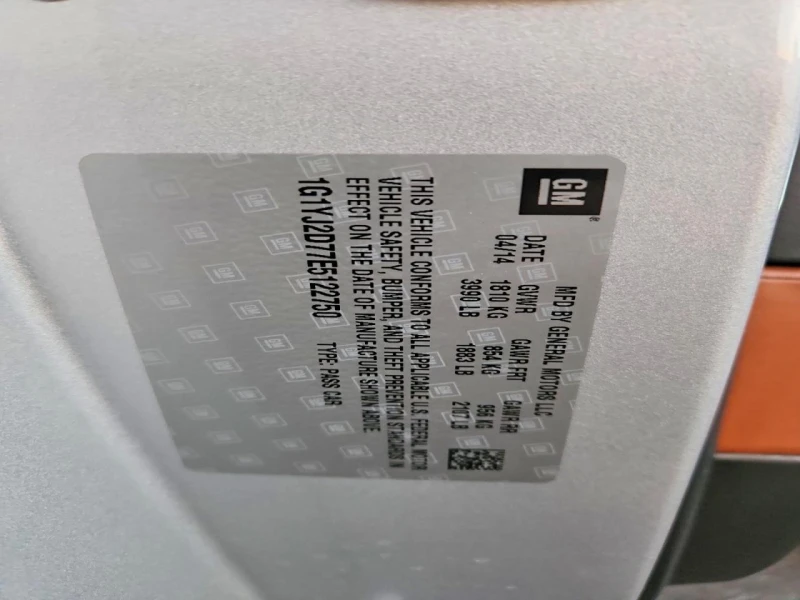 GM
MFD BY GENERAL MOTORS LLC
DATE GVWR GAWR FRT GAWR RR
04/14 1810 KG 854 KG 956 KG
3990 LB 1883 LB 2107 LB
THIS VEHICLE CONFORMS TO ALL APPLICABLE U.S. FEDERAL MOTOR
VEHICLE SAFETY, BUMPER, AND THEFT PREVENTION STANDARDS IN
EFFECT ON THE DATE OF MANUFACTURE SHOWN ABOVE.
1G1YJ2D77E5122750 TYPE: PASS CAR